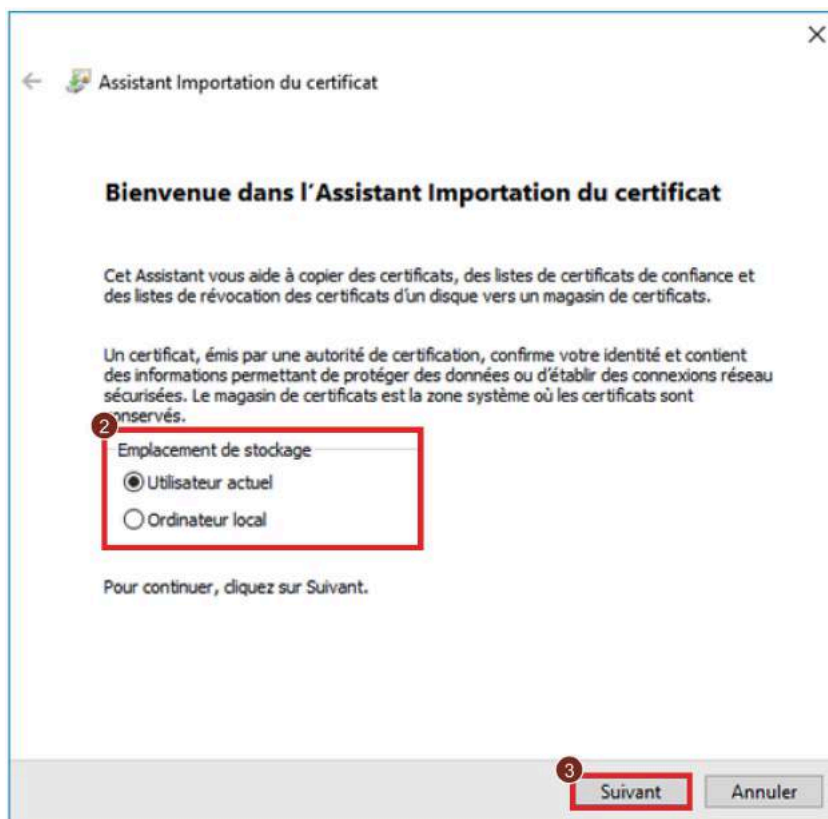 Assistant Importation du certificat
Bienvenue dans l'Assistant Importation du certificat
Cet Assistant vous aide à copier des certificats, des listes de certificats de confiance et
des listes de révocation des certificats d'un disque vers un magasin de certificats.
Un certificat, émis par une autorité de certification, confirme votre identité et contient
des informations permettant de protéger des données ou d'établir des connexions réseau
sécurisées. Le magasin de certificats est la zone système où les certificats sont
conservés.
2
Emplacement de stockage
Utilisateur actuel
Ordinateur local
Pour continuer, cliquez sur Suivant.
3
Suivant
Annuler